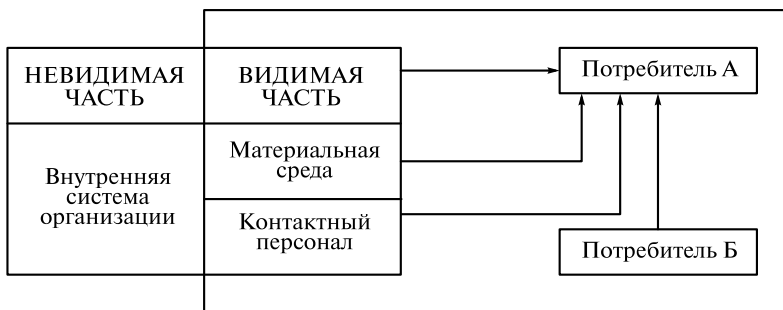 НЕВИДИМАЯ
ЧАСТЬ
ВИДИМАЯ
ЧАСТЬ
Потребитель А
Внутренняя
система
организации
Материальная
среда
Контактный
персонал
Потребитель Б